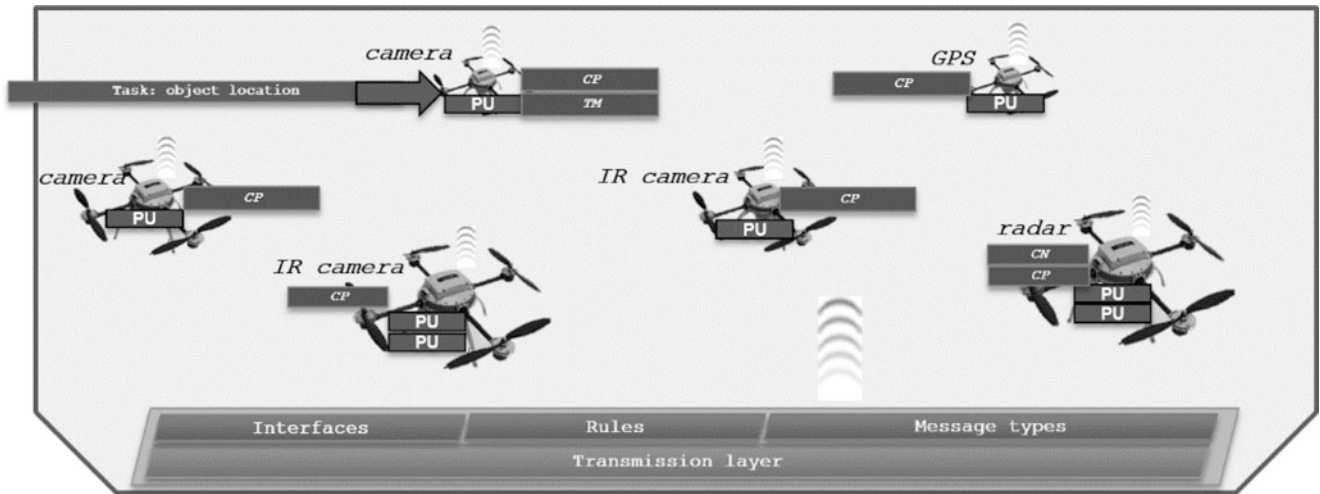 camera
GPS
CP
Task: object location
CP
PU
TM
PU
camera
IR camera
CP
CP
PU
PU
radar
IR camera
CN
CP
CP
PU
PU
PU
PU
Interfaces
Rules
Message types
Transmission layer